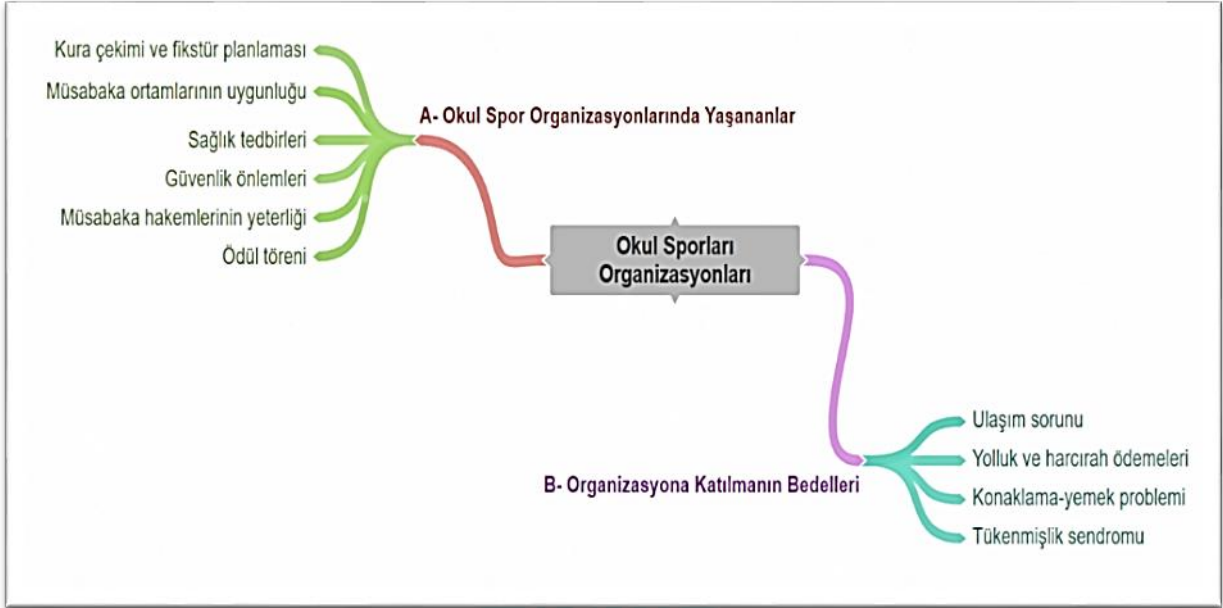 Kura çekimi ve fikstür planlaması
Müsabaka ortamlarının uygunluğu
Sağlık tedbirleri
Güvenlik önlemleri
Müsabaka hakemlerinin yeterliği
Ödül töreni
A- Okul Spor Organizasyonlarında Yaşananlar
Okul Sporları
Organizasyonları
B- Organizasyona Katılmanın Bedelleri
Ulaşım sorunu
Yolluk ve harcırah ödemeleri
Konaklama-yemek problemi
Tükenmişlik sendromu